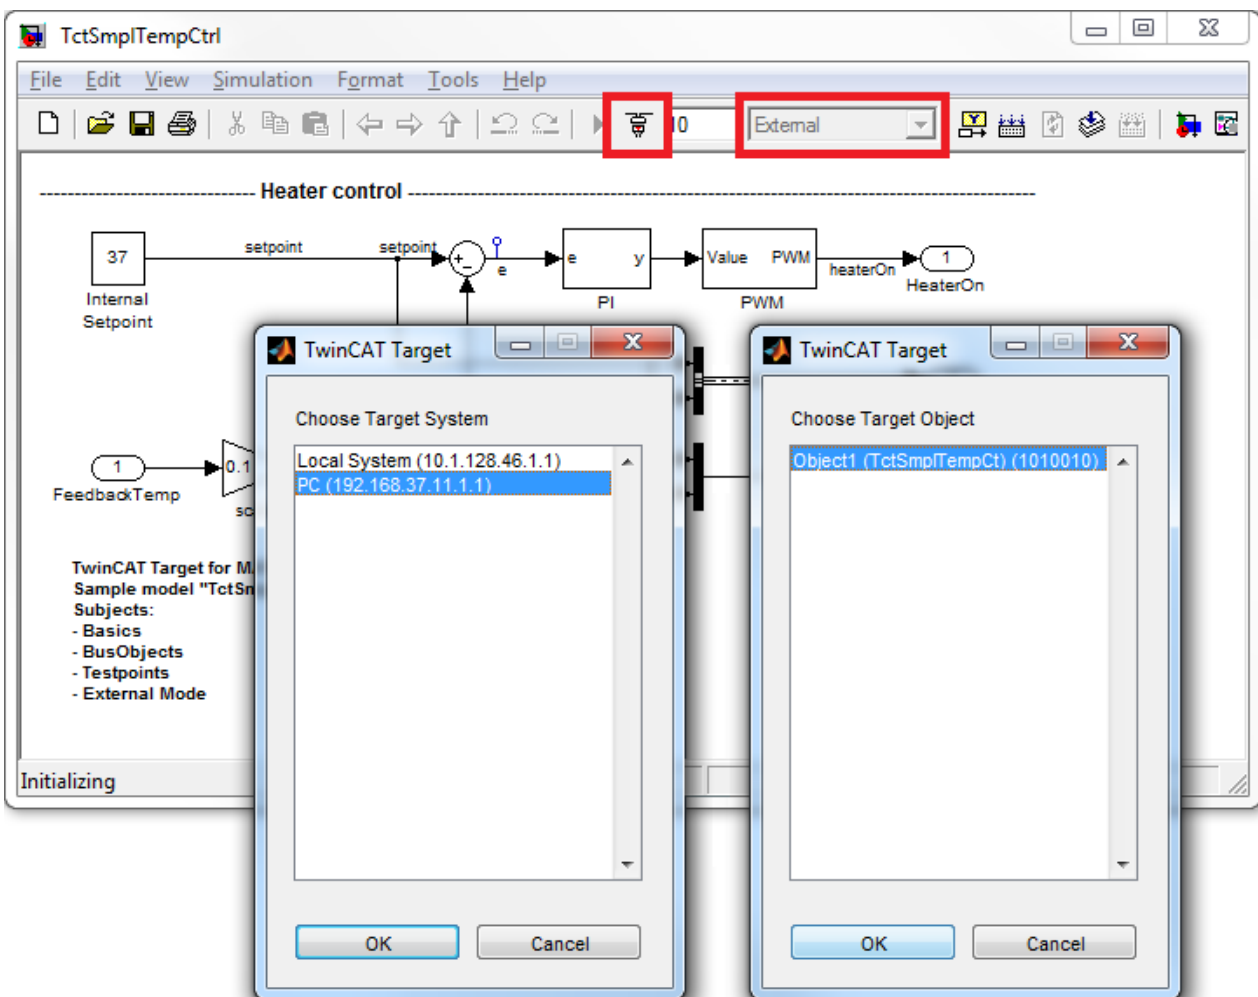 TctSmplTempCtrl
File Edit View Simulation Format Tools Help
10
External
Heater control
37
setpoint
setpoint
e
e
y
Value
PWM
heaterOn
1
HeaterOn
Internal
Setpoint
PI
PWM
TwinCAT Target
TwinCAT Target
Choose Target System
Choose Target Object
Local System (10.1.128.46.1.1)
PC (192.168.37.11.1.1)
Object1 (TctSmplTempCt) (1010010)
1
0.1
FeedbackTemp
sc
TwinCAT Target for MA
Sample model "TctSm
Subjects:
- Basics
- BusObjects
- Testpoints
- External Mode
Initializing
OK Cancel
OK Cancel